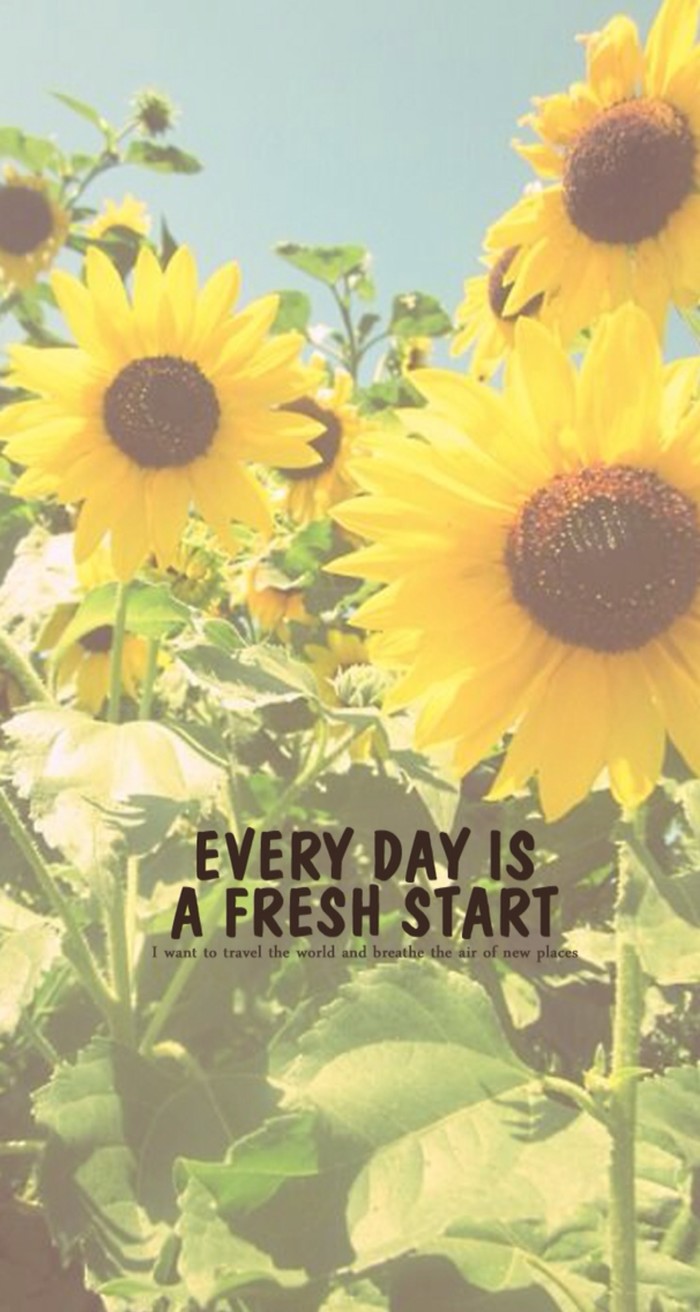 EVERY DAY IS
A FRESH START
I want to travel the world and breathe the air of new places